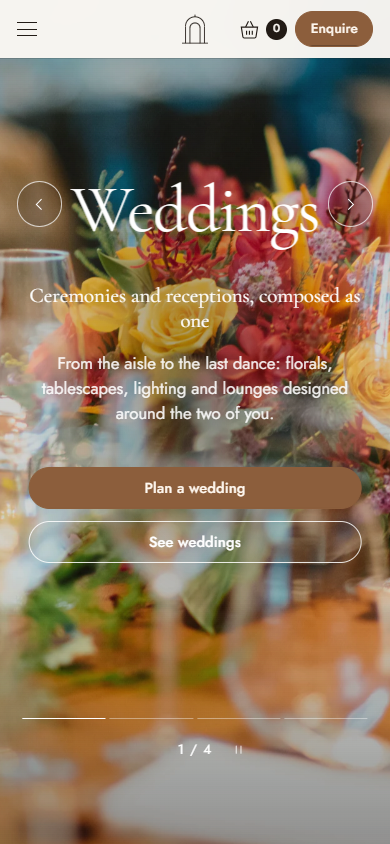 0
Enquire
Weddings
Ceremonies and receptions, composed as
one
From the aisle to the last dance: florals,
tablescapes, lighting and lounges designed
around the two of you.
Plan a wedding
See weddings
1 / 4